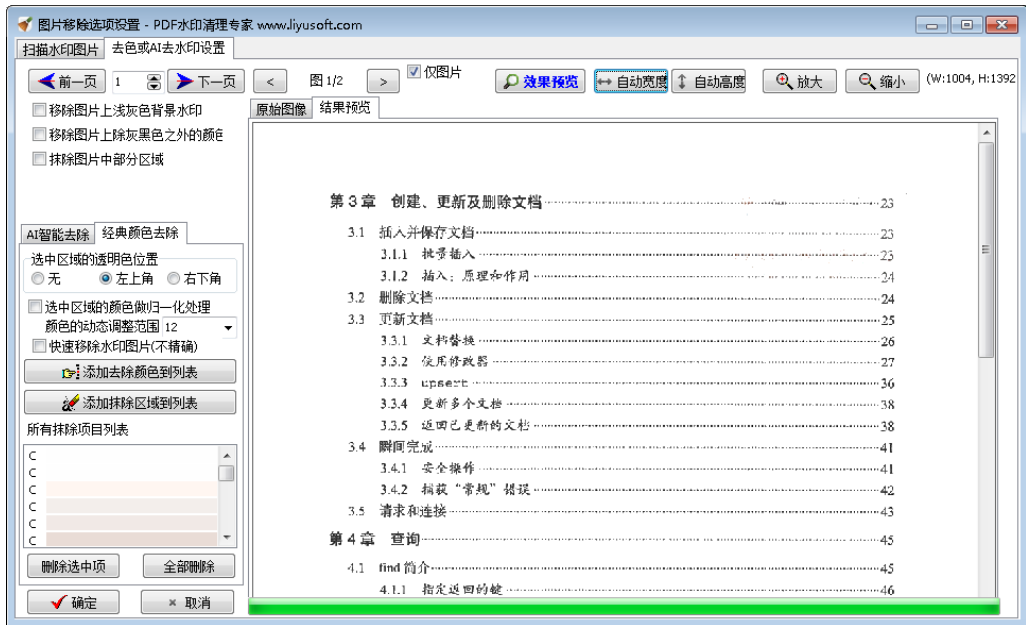 图片移除选项设置 - PDF水印清理专家 www.liyusoft.com
扫描水印图片 去色或AI去水印设置
前一页 1 下一页 < 图 1/2 > 仅图片 效果预览 自动宽度 自动高度 放大 缩小 (W:1004, H:1392
移除图片上浅灰色背景水印
移除图片上除灰黑色之外的颜色
抹除图片中部分区域
AI智能去除 经典颜色去除
选中区域的透明色位置
无 左上角 右下角
选中区域的颜色做归一化处理
颜色的动态调整范围 12
快速移除水印图片(不精确)
添加去除颜色到列表
添加抹除区域到列表
所有抹除项目列表
C
C
C
C
C
C
删除选中项 全部删除
确定 × 取消
原始图像 结果预览
第3章 创建、更新及删除文档 23
3.1 插入并保存文档 23
3.1.1 批量插入 23
3.1.2 插入：原理和作用 24
3.2 删除文档 24
3.3 更新文档 25
3.3.1 文档替换 26
3.3.2 使用修改器 27
3.3.3 upsert 36
3.3.4 更新多个文档 38
3.3.5 返回已更新的文档 38
3.4 瞬间完成 41
3.4.1 安全操作 41
3.4.2 捕获“常规”错误 42
3.5 请求和连接 43
第4章 查询 45
4.1 find简介 45
4.1.1 指定返回的键 46